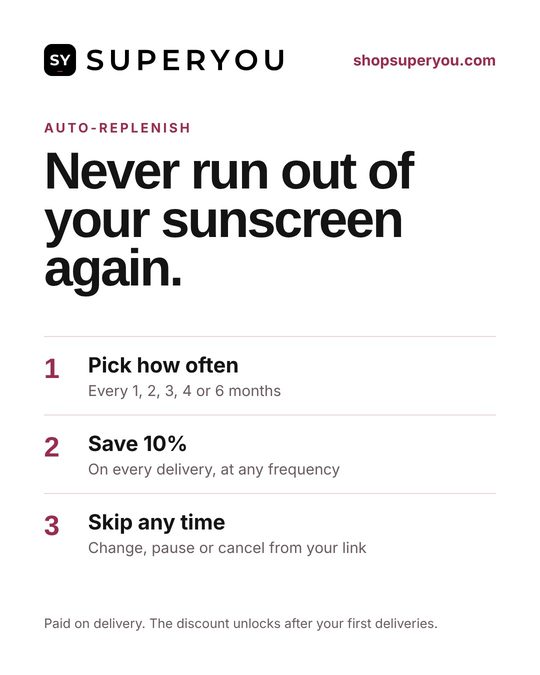 SY SUPERYOU
shopsuperyou.com
AUTO-REPLENISH
Never run out of
your sunscreen
again.
1 Pick how often
Every 1, 2, 3, 4 or 6 months
2 Save 10%
On every delivery, at any frequency
3 Skip any time
Change, pause or cancel from your link
Paid on delivery. The discount unlocks after your first deliveries.